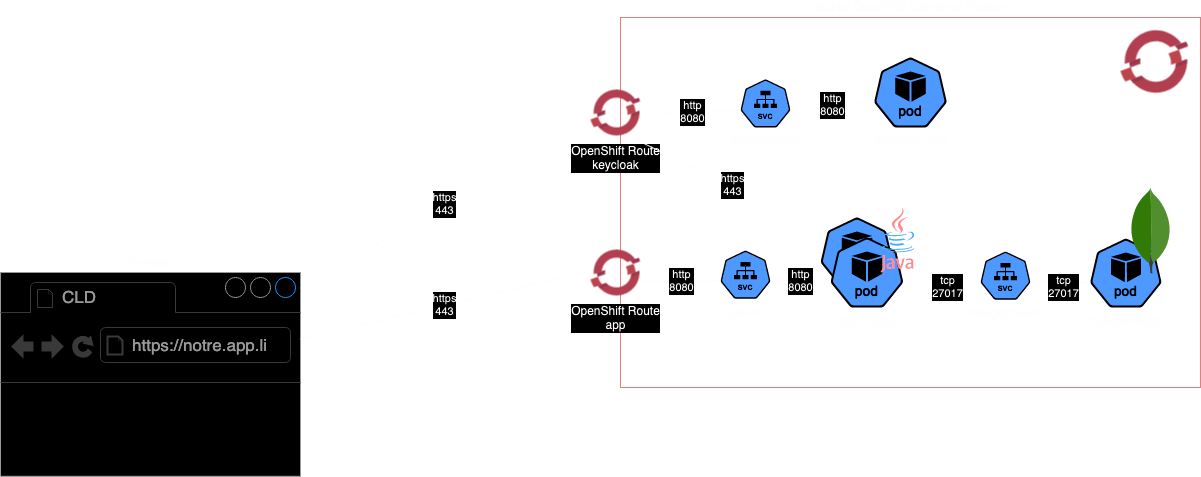 http
8080
svc
http
8080
pod
OpenShift Route
keycloak
https
443
https
443
http
8080
svc
http
8080
pod
Java
tcp
27017
svc
tcp
27017
pod
OpenShift Route
app
https
443
CLD
https://notre.app.li